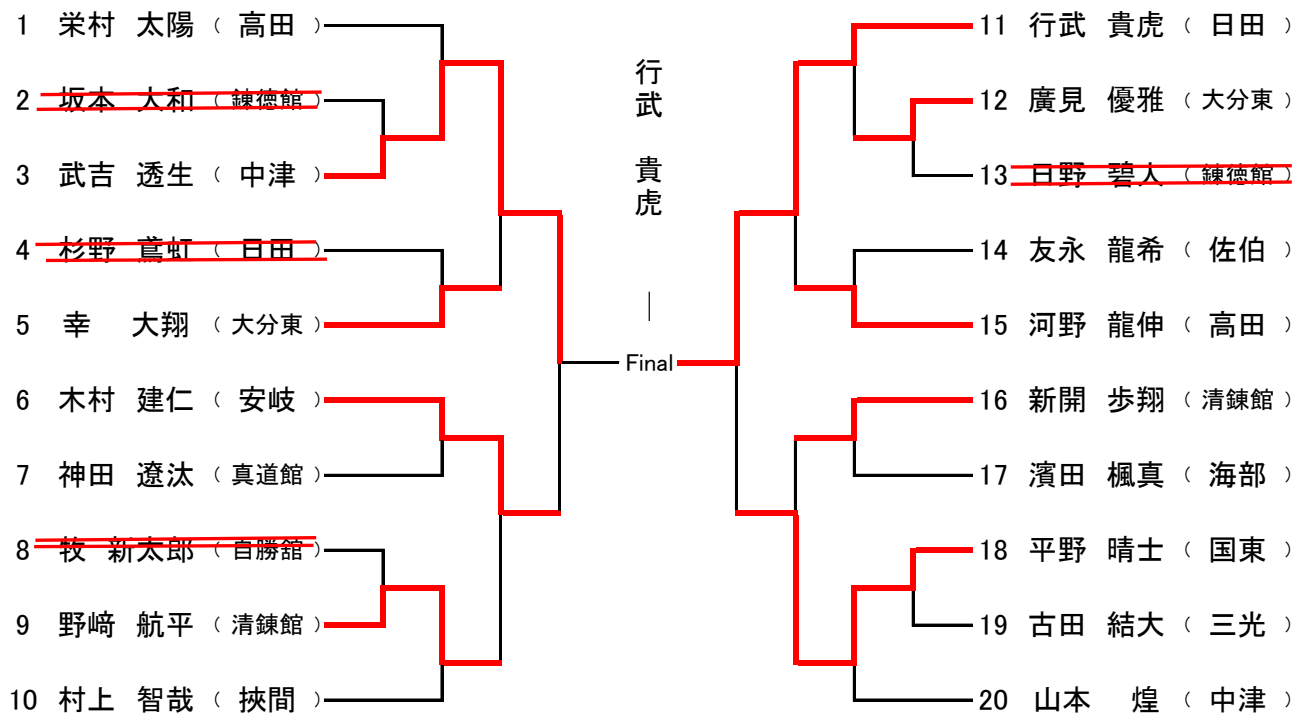 1 栄村 太陽 （ 高田 ）
2 坂本 大和 （ 錬徳館 ）
3 武吉 透生 （ 中津 ）
4 杉野 鳶虹 （ 日田 ）
5 幸 大翔 （ 大分東 ）
6 木村 建仁 （ 安岐 ）
7 神田 遼汰 （ 真道館 ）
8 牧 新太郎 （ 自勝舘 ）
9 野﨑 航平 （ 清錬館 ）
10 村上 智哉 （ 挾間 ）
行武 貴虎 ｜
Final
11 行武 貴虎 （ 日田 ）
12 廣見 優雅 （ 大分東 ）
13 日野 碧人 （ 錬徳館 ）
14 友永 龍希 （ 佐伯 ）
15 河野 龍伸 （ 高田 ）
16 新開 歩翔 （ 清錬館 ）
17 濱田 楓真 （ 海部 ）
18 平野 晴士 （ 国東 ）
19 古田 結大 （ 三光 ）
20 山本 煌 （ 中津 ）